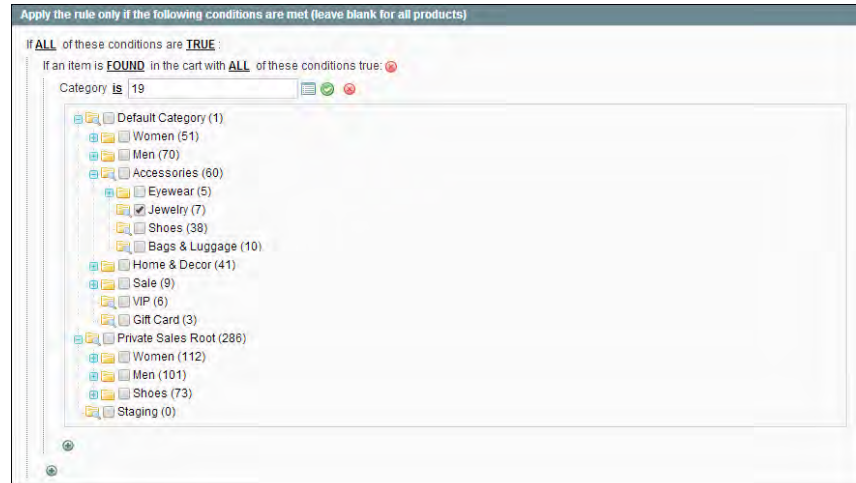 Apply the rule only if the following conditions are met (leave blank for all products)
If ALL of these conditions are TRUE :
If an item is FOUND in the cart with ALL of these conditions true:
Category is 19
Default Category (1)
Women (51)
Men (70)
Accessories (60)
Eyewear (5)
Jewelry (7)
Shoes (38)
Bags & Luggage (10)
Home & Decor (41)
Sale (9)
VIP (6)
Gift Card (3)
Private Sales Root (286)
Women (112)
Men (101)
Shoes (73)
Staging (0)